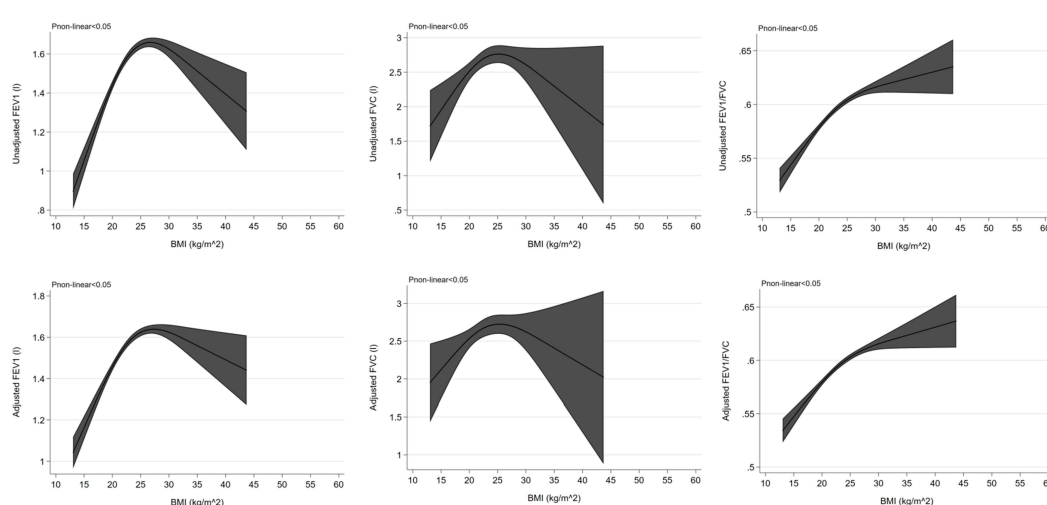 Pnon-linear<0.05
Unadjusted FEV1 (l)
1.6
1.4
1.2
1
.8
10 15 20 25 30 35 40 45 50 55 60
BMI (kg/m^2)
Pnon-linear<0.05
Unadjusted FVC (l)
3
2.5
2
1.5
1
.5
10 15 20 25 30 35 40 45 50 55 60
BMI (kg/m^2)
Pnon-linear<0.05
Unadjusted FEV1/FVC
.65
.6
.55
.5
10 15 20 25 30 35 40 45 50 55 60
BMI (kg/m^2)
Pnon-linear<0.05
Adjusted FEV1 (l)
1.8
1.6
1.4
1.2
1
10 15 20 25 30 35 40 45 50 55 60
BMI (kg/m^2)
Pnon-linear<0.05
Adjusted FVC (l)
3
2.5
2
1.5
1
10 15 20 25 30 35 40 45 50 55 60
BMI (kg/m^2)
Pnon-linear<0.05
Adjusted FEV1/FVC
.65
.6
.55
.5
10 15 20 25 30 35 40 45 50 55 60
BMI (kg/m^2)